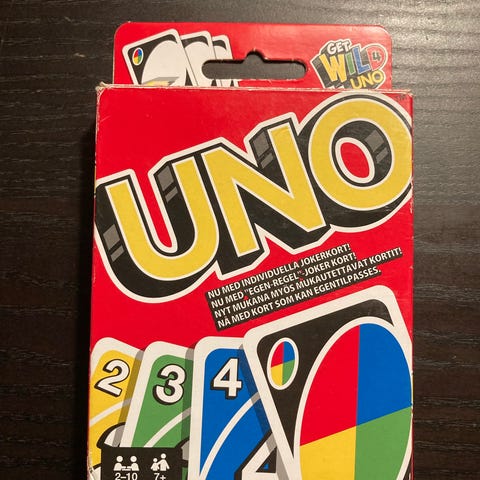 GET
WILD 4
UNO
UNO
NU MED INDIVIDUELLA JOKERKORT!
NU MED "EGEN-REGEL"-JOKER KORT!
NYT MUKANA MYÖS MUKAUTETTAVAT KORTIT!
NÅ MED KORT SOM KAN EGENTILPASSES.
2
3
4
2–10
7+